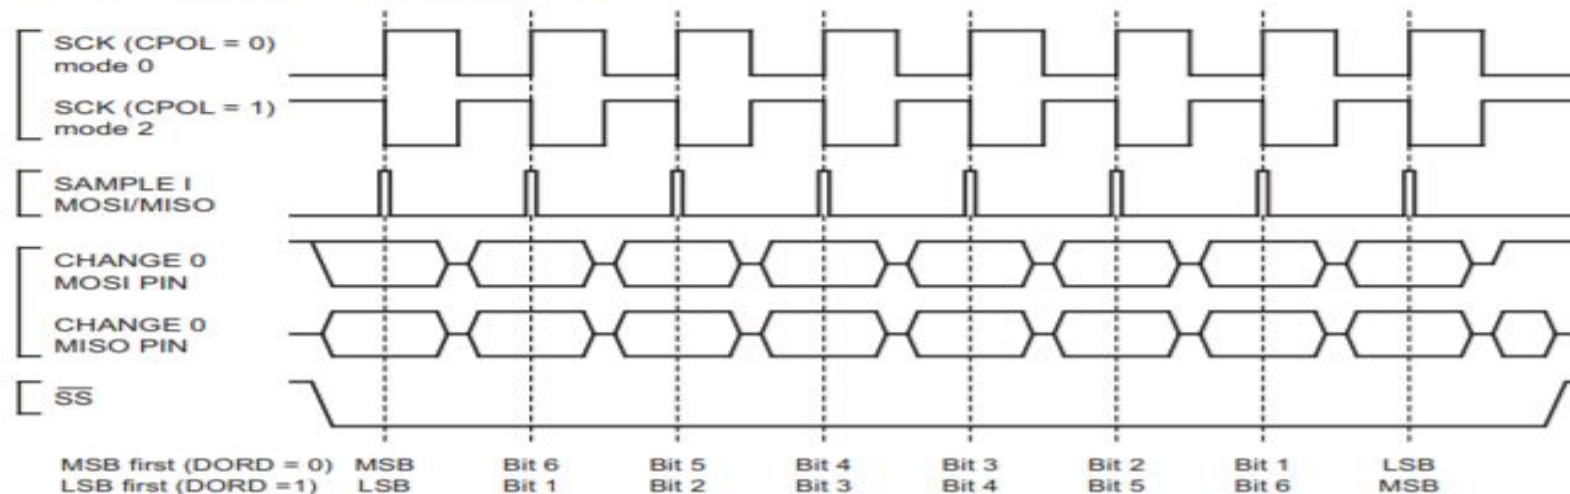 SCK (CPOL = 0)
mode 0
SCK (CPOL = 1)
mode 2
SAMPLE I
MOSI/MISO
CHANGE 0
MOSI PIN
CHANGE 0
MISO PIN
SS
MSB first (DORD = 0) MSB Bit 6 Bit 5 Bit 4 Bit 3 Bit 2 Bit 1 LSB
LSB first (DORD =1) LSB Bit 1 Bit 2 Bit 3 Bit 4 Bit 5 Bit 6 MSB